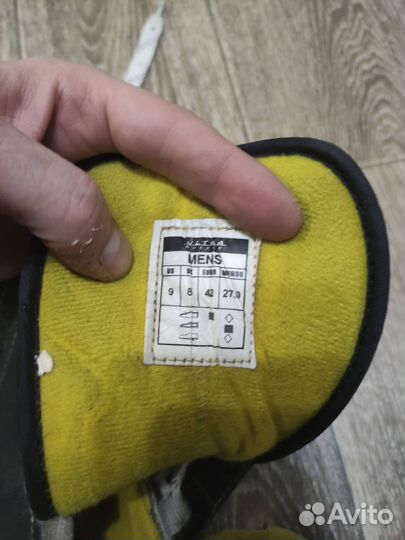 ULTRA
MENS
US UK EURO MONDO
9 8 42 27.0
Avito